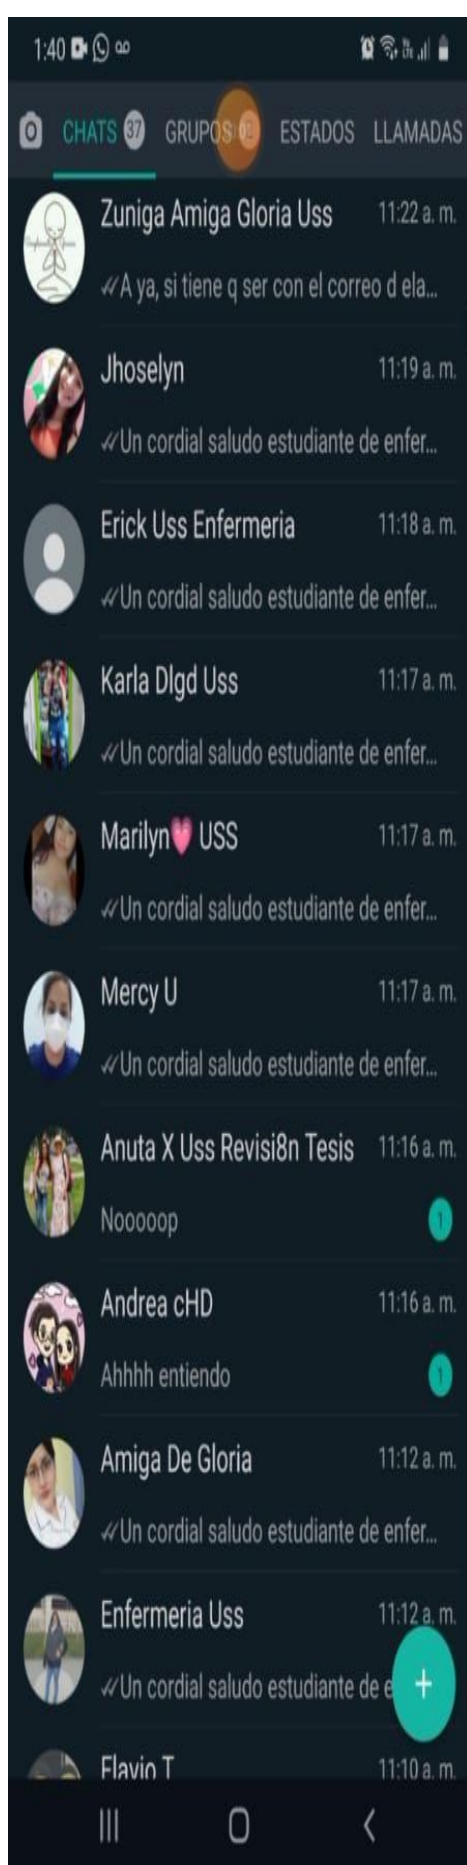 1:40
CHATS 37 GRUPOS ESTADOS LLAMADAS
Zuniga Amiga Gloria Uss 11:22 a. m.
A ya, si tiene q ser con el correo d ela...
Jhoselyn 11:19 a. m.
Un cordial saludo estudiante de enfer...
Erick Uss Enfermeria 11:18 a. m.
Un cordial saludo estudiante de enfer...
Karla Dlgd Uss 11:17 a. m.
Un cordial saludo estudiante de enfer...
Marilyn💗 USS 11:17 a. m.
Un cordial saludo estudiante de enfer...
Mercy U 11:17 a. m.
Un cordial saludo estudiante de enfer...
Anuta X Uss Revisi8n Tesis 11:16 a. m.
Nooooop 1
Andrea cHD 11:16 a. m.
Ahhhh entiendo 1
Amiga De Gloria 11:12 a. m.
Un cordial saludo estudiante de enfer...
Enfermeria Uss 11:12 a. m.
Un cordial saludo estudiante de e
Flavio T 11:10 a. m.